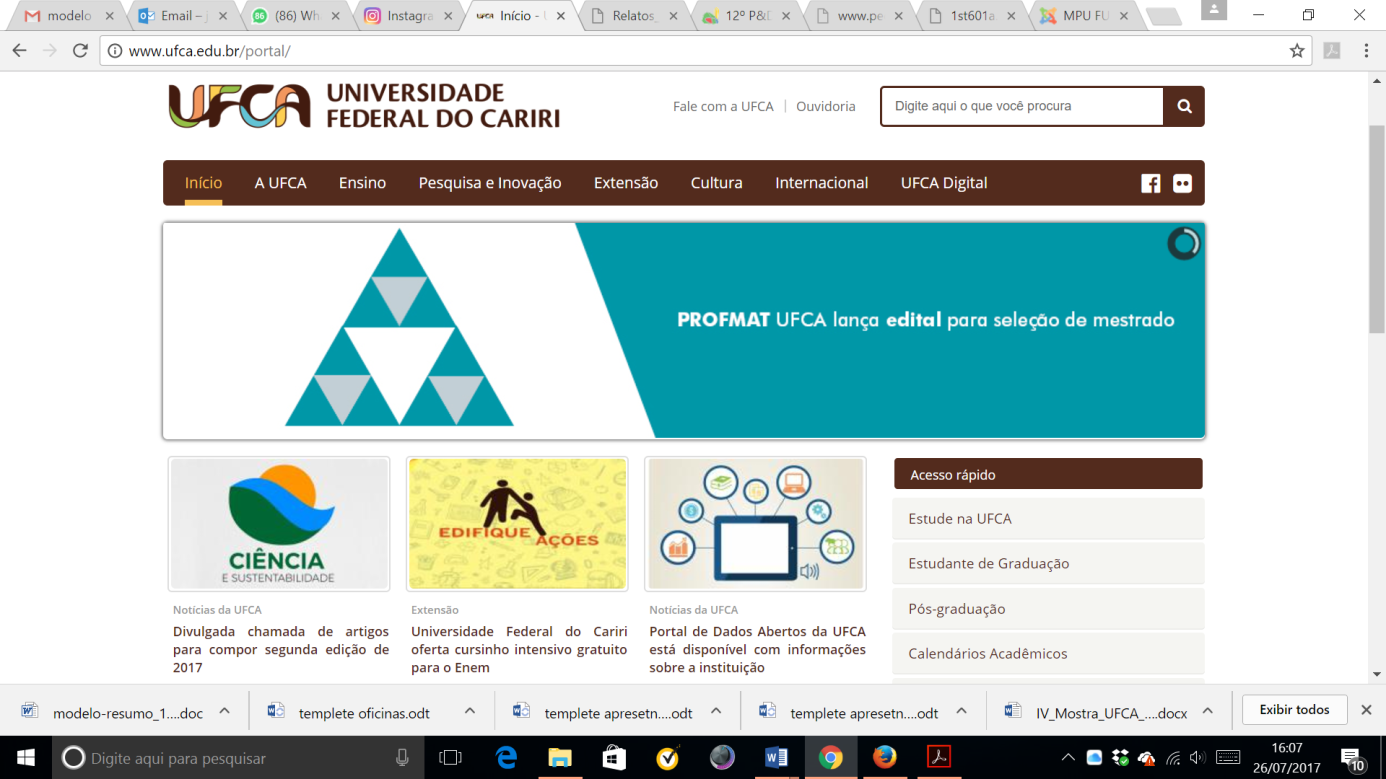 modelo
Email –
(86) Wh
Instagra
Início -
Relatos_
12º P&D
www.pe
1st601a
MPU FU
www.ufca.edu.br/portal/
UFCA
UNIVERSIDADE
FEDERAL DO CARIRI
Fale com a UFCA | Ouvidoria
Digite aqui o que você procura
Início
A UFCA
Ensino
Pesquisa e Inovação
Extensão
Cultura
Internacional
UFCA Digital
PROFMAT UFCA lança edital para seleção de mestrado
CIÊNCIA
E SUSTENTABILIDADE
Notícias da UFCA
Divulgada chamada de artigos
para compor segunda edição de
2017
EDIFIQUE
AÇÕES
Extensão
Universidade Federal do Cariri
oferta cursinho intensivo gratuito
para o Enem
Notícias da UFCA
Portal de Dados Abertos da UFCA
está disponível com informações
sobre a instituição
Acesso rápido
Estude na UFCA
Estudante de Graduação
Pós-graduação
Calendários Acadêmicos
modelo-resumo_1....doc
templete oficinas.odt
templete apresetn....odt
templete apresetn....odt
IV_Mostra_UFCA_....docx
Exibir todos
Digite aqui para pesquisar
16:07
26/07/2017
10